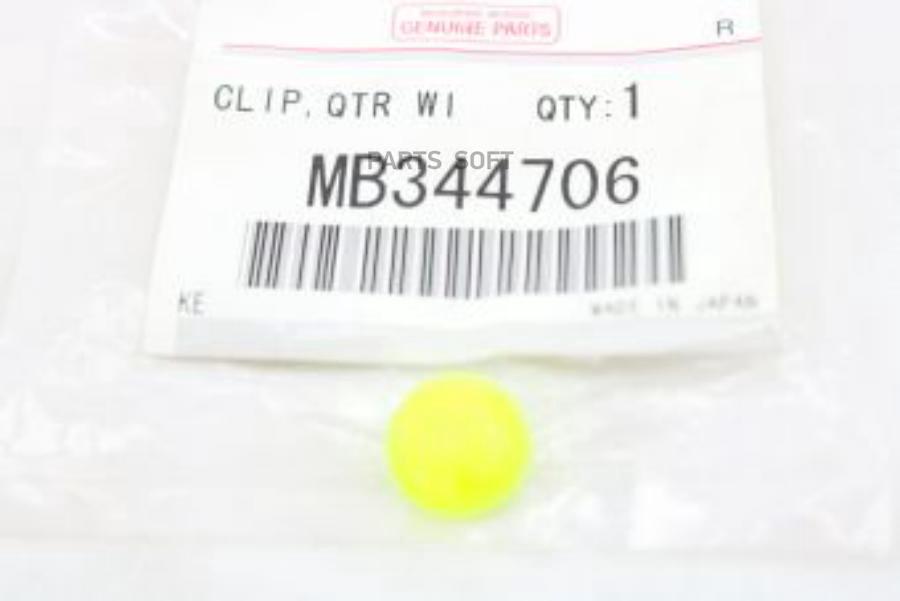 GENUINE PARTS
R
CLIP, QTR WI QTY: 1
PARTS SOFT
MB344706
KE
MADE IN JAPAN